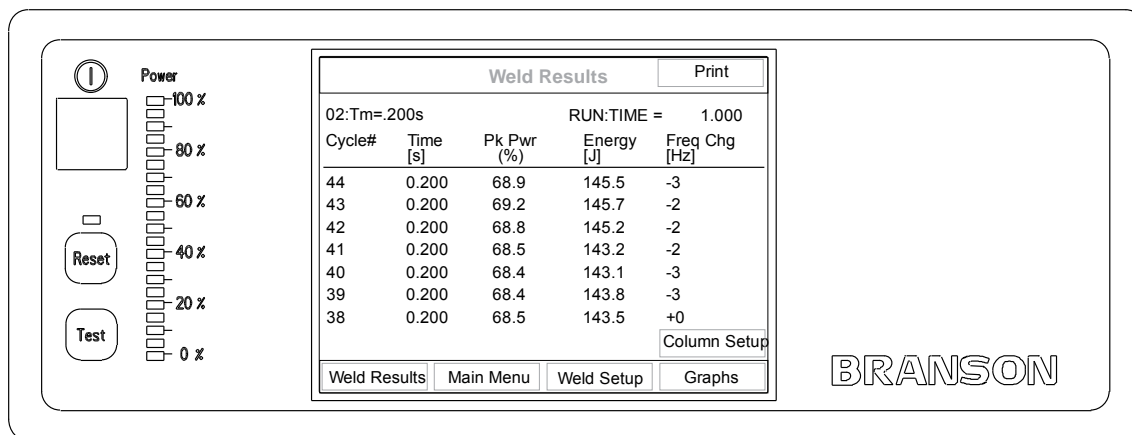 Power
100 %
80 %
60 %
40 %
20 %
0 %
Reset
Test
Weld Results
Print
02:Tm=.200s RUN:TIME = 1.000
Cycle# Time [s] Pk Pwr (%) Energy [J] Freq Chg [Hz]
44 0.200 68.9 145.5 -3
43 0.200 69.2 145.7 -2
42 0.200 68.8 145.2 -2
41 0.200 68.5 143.2 -2
40 0.200 68.4 143.1 -3
39 0.200 68.4 143.8 -3
38 0.200 68.5 143.5 +0
Column Setup
Weld Results Main Menu Weld Setup Graphs
BRANSON